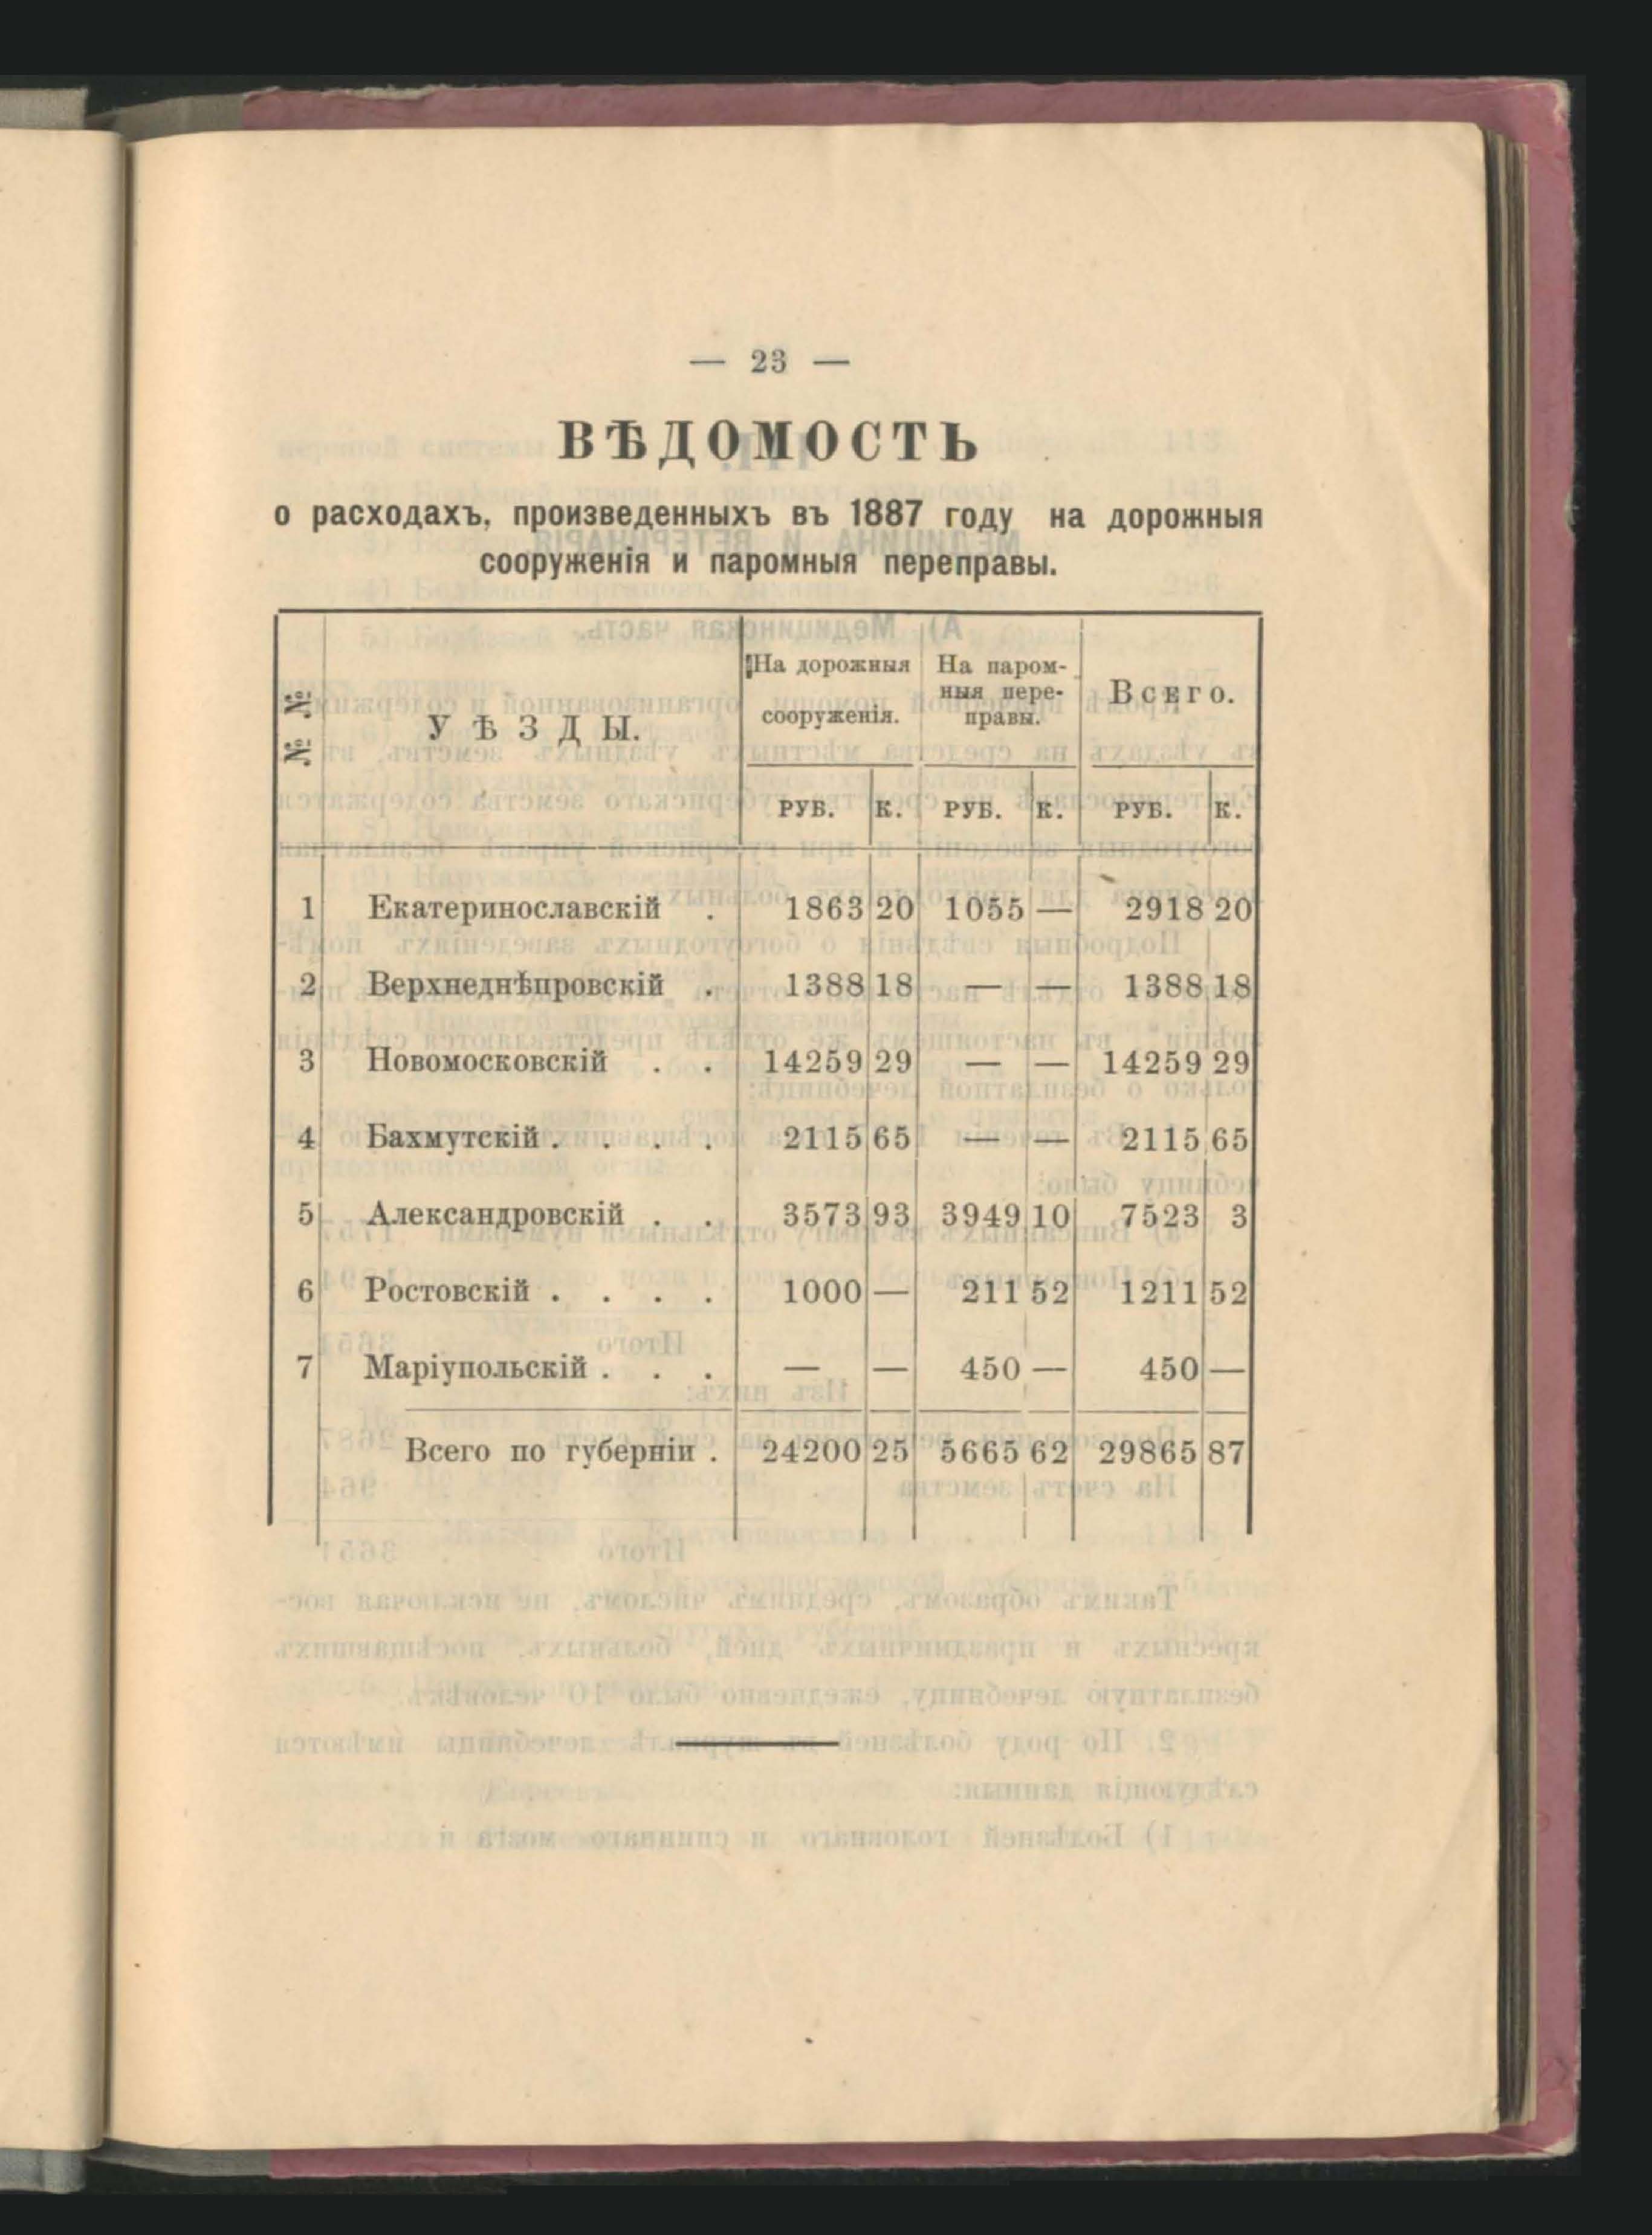 — 23 —
ВѢДОМОСТЬ
о расходахъ, произведенныхъ въ 1887 году на дорожныя
сооруженія и паромныя переправы.
№ № УѢЗДЫ. На дорожныя сооруженія. На паром- ныя пере- правы. Всего.
РУБ. К. РУБ. К. РУБ. К.
1 Екатеринославскій . 1863 20 1055 — 2918 20
2 Верхнеднѣпровскій . 1388 18 — — 1388 18
3 Новомосковскій . . 14259 29 — — 14259 29
4 Бахмутскій . . . . 2115 65 — — 2115 65
5 Александровскій . . 3573 93 3949 10 7523 3
6 Ростовскій . . . . 1000 — 211 52 1211 52
7 Маріупольскій . . . — — 450 — 450 —
Всего по губерніи . 24200 25 5665 62 29865 87